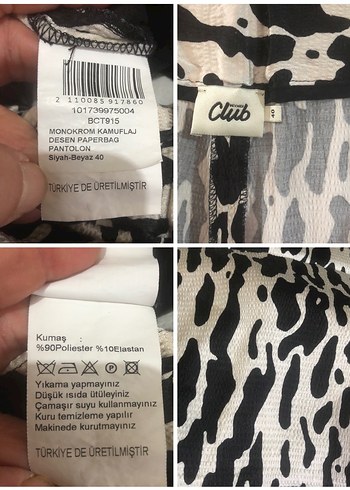 2 110085 917860
101739975004
BCT915
MONOKROM KAMUFLAJ
DESEN PAPERBAG
PANTOLON
Siyah-Beyaz 40
TÜRKİYE DE ÜRETİLMİŞTİR
Club
40
Kumaş :
%90Poliester %10Elastan
Yıkama yapmayınız
Düşük ısıda ütüleyiniz
Çamaşır suyu kullanmayınız
Kuru temizleme yapılır
Makinede kurutmayınız
TÜRKİYE DE ÜRETİLMİŞTİR